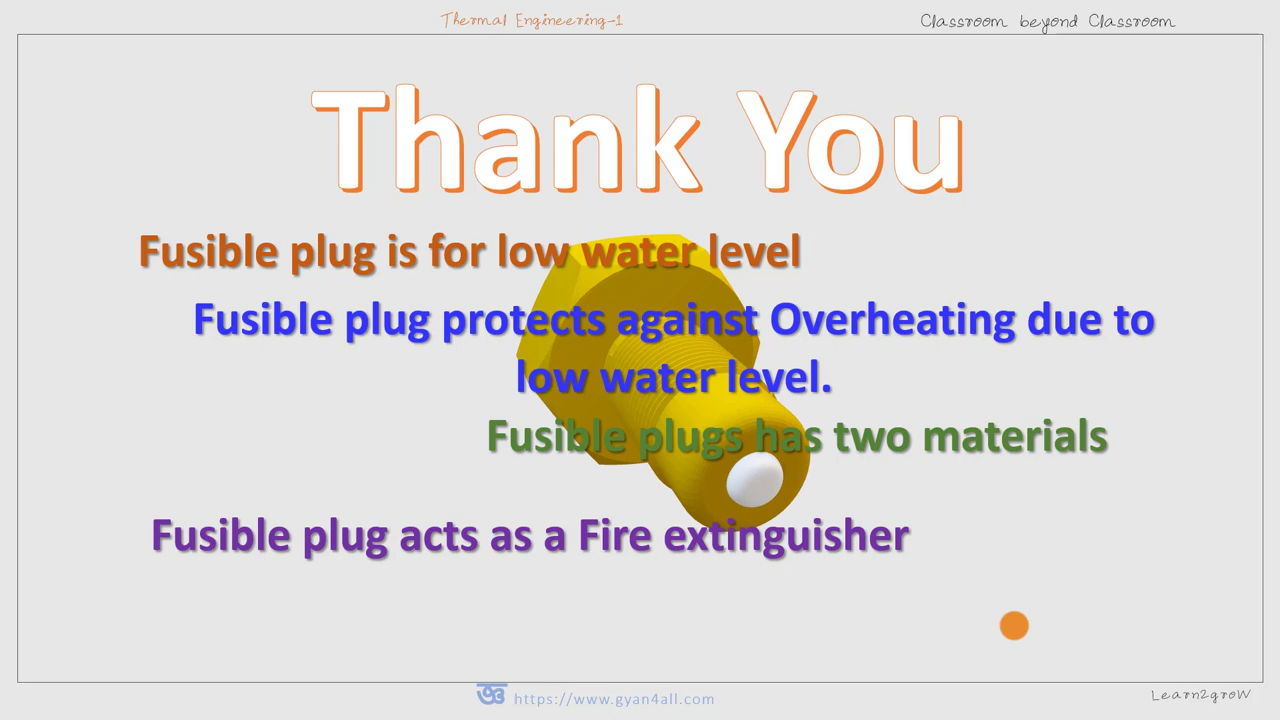 Thermal Engineering-1
Classroom beyond Classroom
Thank You
Fusible plug is for low water level
Fusible plug protects against Overheating due to
low water level.
Fusible plugs has two materials
Fusible plug acts as a Fire extinguisher
https://www.gyan4all.com
Learn2groW